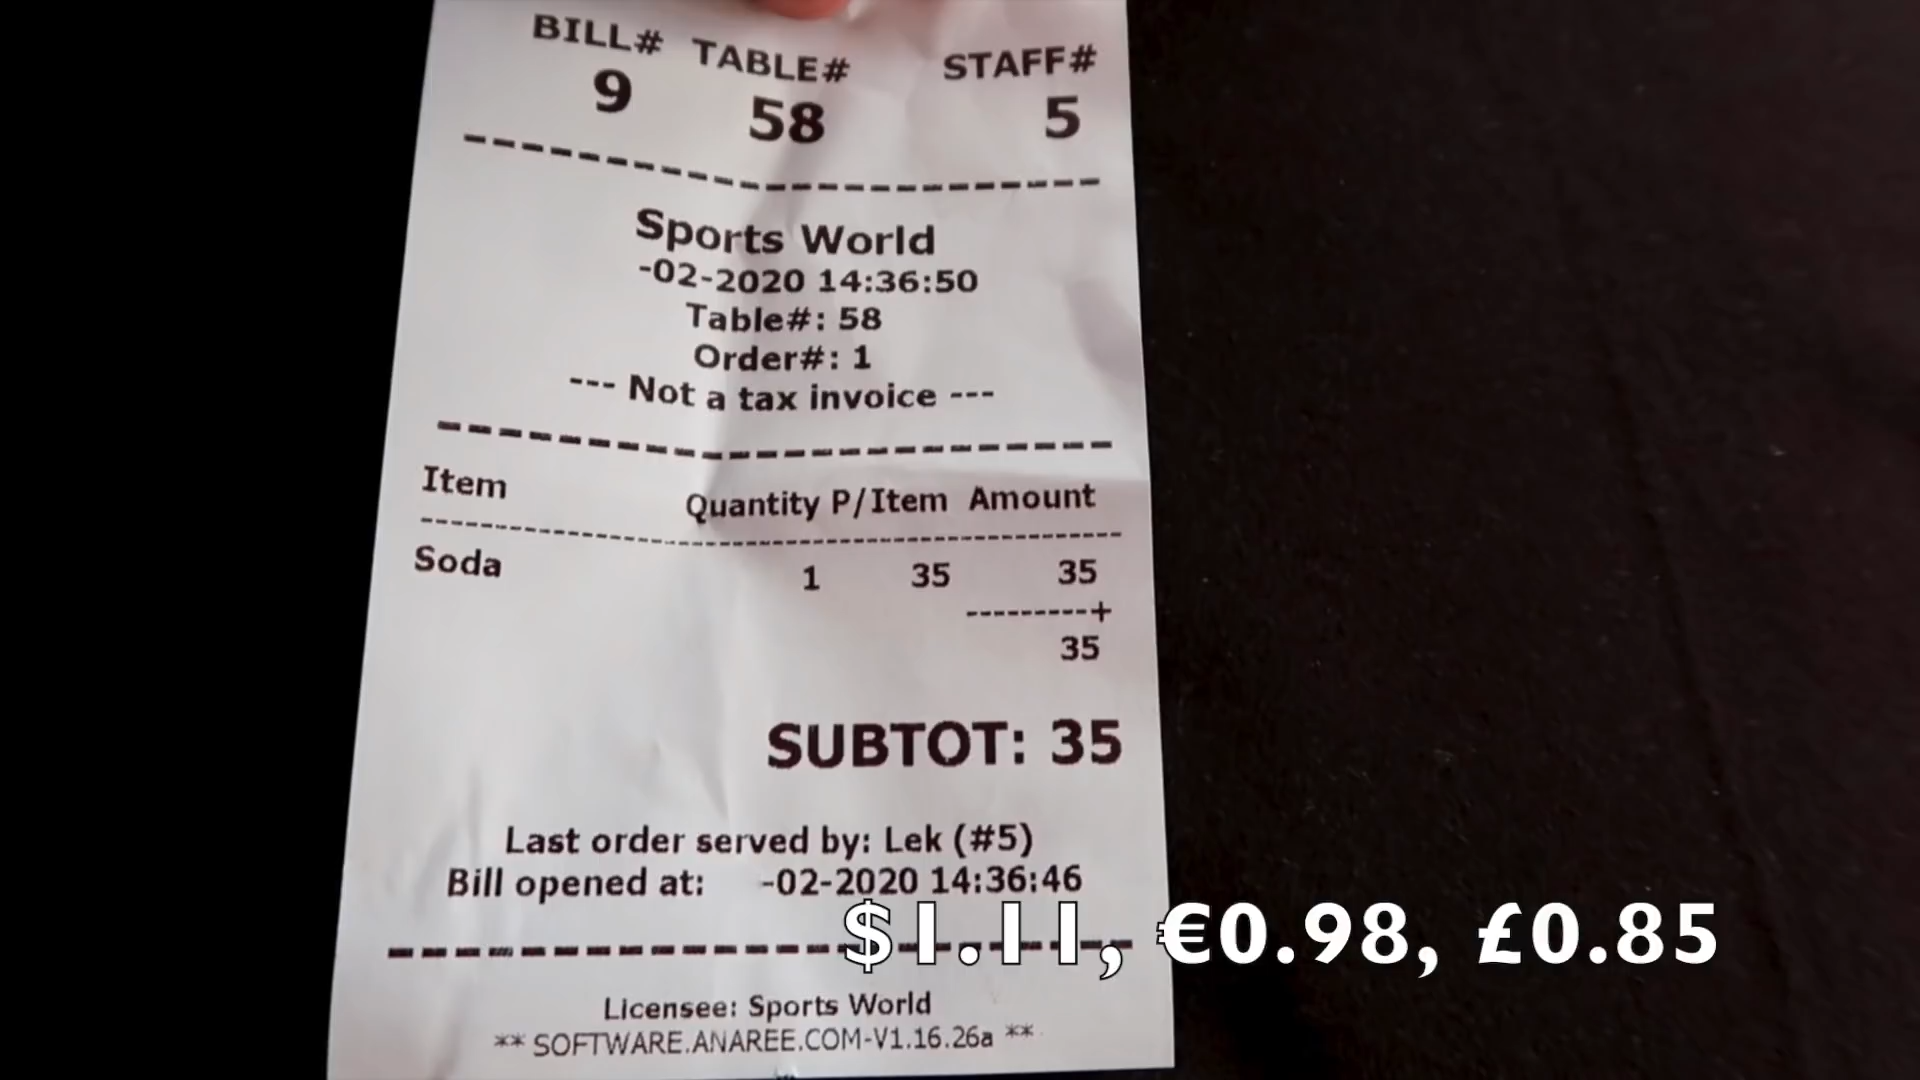 BILL# TABLE# STAFF#
9 58 5
Sports World
-02-2020 14:36:50
Table#: 58
Order#: 1
--- Not a tax invoice ---
Item Quantity P/Item Amount
Soda 1 35 35
---------+
35
SUBTOT: 35
Last order served by: Lek (#5)
Bill opened at: -02-2020 14:36:46
$1.11, €0.98, £0.85
Licensee: Sports World
** SOFTWARE.ANAREE.COM-V1.16.26a **